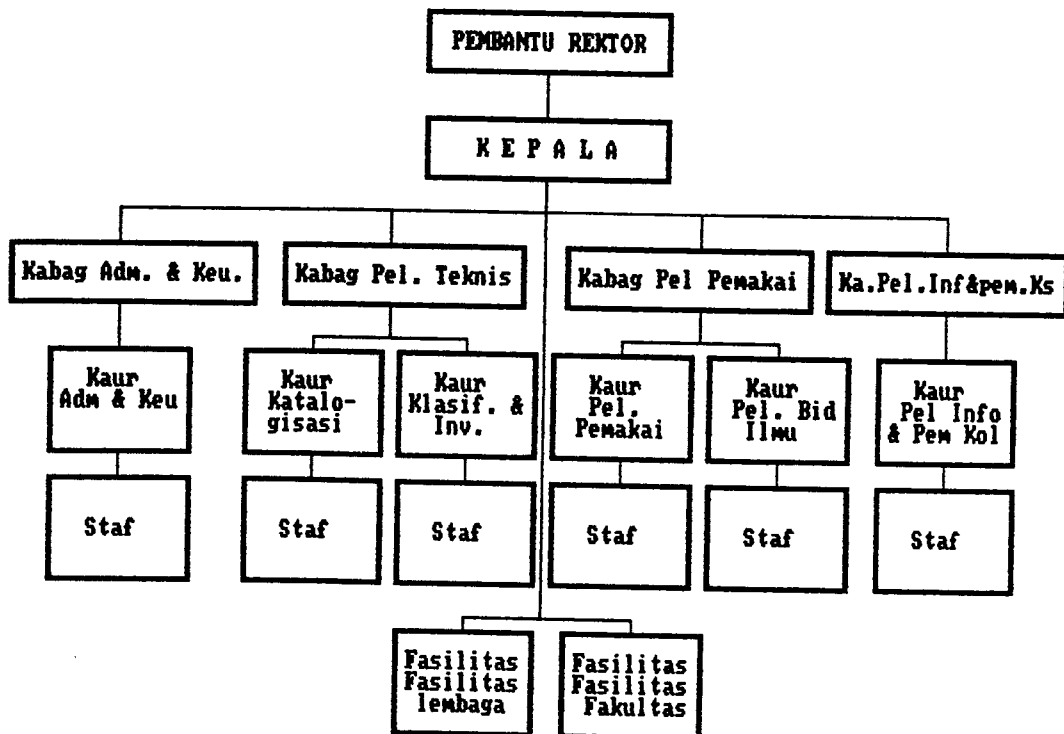 PEMBANTU REKTOR
K E P A L A
Kabag Adm. & Keu.
Kabag Pel. Teknis
Kabag Pel Pemakai
Ka.Pel.Inf&pem.Ks
Kaur
Adm & Keu
Kaur
Katalo-
gisasi
Kaur
Klasif. &
Inv.
Kaur
Pel.
Pemakai
Kaur
Pel. Bid
Ilmu
Kaur
Pel Info
& Pem Kol
Staf
Staf
Staf
Staf
Staf
Staf
Fasilitas
Fasilitas
lembaga
Fasilitas
Fasilitas
Fakultas